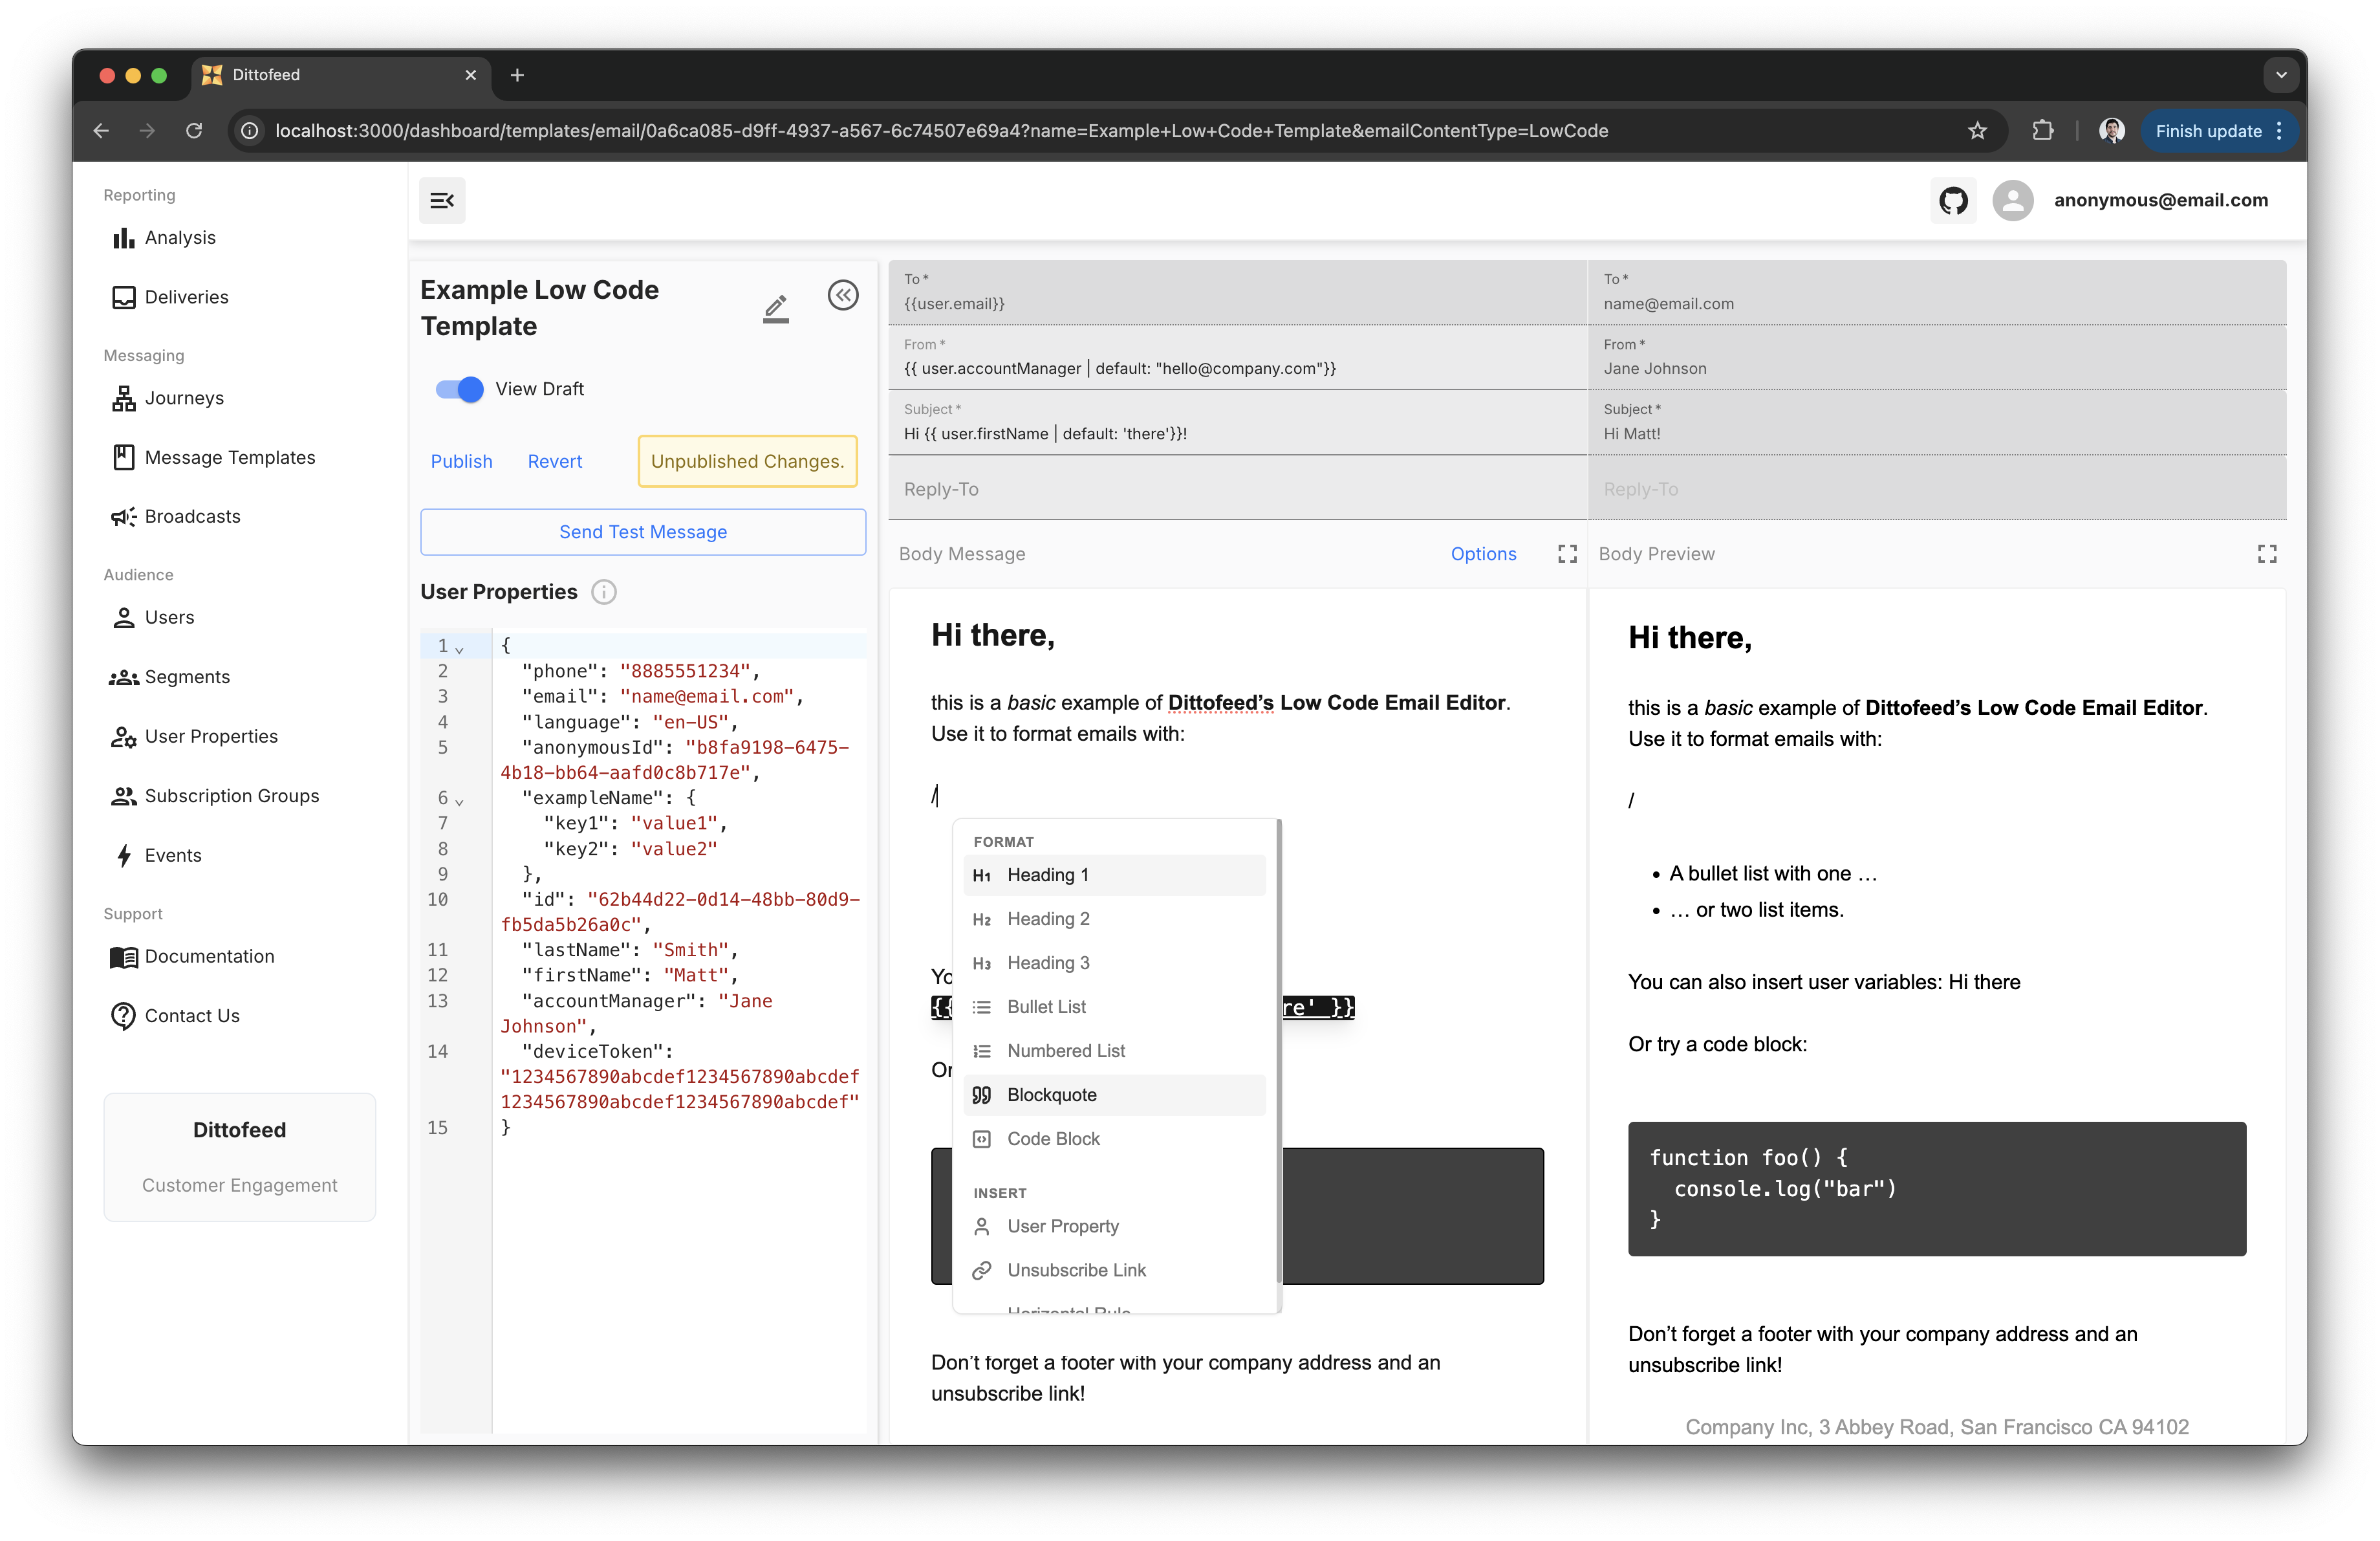 Dittofeed
localhost:3000/dashboard/templates/email/0a6ca085-d9ff-4937-a567-6c74507e69a4?name=Example+Low+Code+Template&emailContentType=LowCode
Finish update
Reporting
Analysis
Deliveries
Messaging
Journeys
Message Templates
Broadcasts
Audience
Users
Segments
User Properties
Subscription Groups
Events
Support
Documentation
Contact Us
Dittofeed
Customer Engagement
anonymous@email.com
Example Low Code
Template
View Draft
Publish
Revert
Unpublished Changes.
Send Test Message
User Properties
1 {
2 "phone": "8885551234",
3 "email": "name@email.com",
4 "language": "en-US",
5 "anonymousId": "b8fa9198-6475-
4b18-bb64-aafd0c8b717e",
6 "exampleName": {
7 "key1": "value1",
8 "key2": "value2"
9 },
10 "id": "62b44d22-0d14-48bb-80d9-
fb5da5b26a0c",
11 "lastName": "Smith",
12 "firstName": "Matt",
13 "accountManager": "Jane
Johnson",
14 "deviceToken":
"1234567890abcdef1234567890abcdef
1234567890abcdef1234567890abcdef"
15 }
To *
{{user.email}}
From *
{{ user.accountManager | default: "hello@company.com"}}
Subject *
Hi {{ user.firstName | default: 'there'}}!
Reply-To
Body Message
Options
Hi there,
this is a basic example of Dittofeed’s Low Code Email Editor.
Use it to format emails with:
/
FORMAT
H1 Heading 1
H2 Heading 2
H3 Heading 3
Bullet List
Numbered List
Blockquote
Code Block
INSERT
User Property
Unsubscribe Link
Horizontal Rule
Yo
{{ re' }}
Or
Don’t forget a footer with your company address and an
unsubscribe link!
To *
name@email.com
From *
Jane Johnson
Subject *
Hi Matt!
Reply-To
Body Preview
Hi there,
this is a basic example of Dittofeed’s Low Code Email Editor.
Use it to format emails with:
/
• A bullet list with one …
• … or two list items.
You can also insert user variables: Hi there
Or try a code block:
function foo() {
console.log("bar")
}
Don’t forget a footer with your company address and an
unsubscribe link!
Company Inc, 3 Abbey Road, San Francisco CA 94102